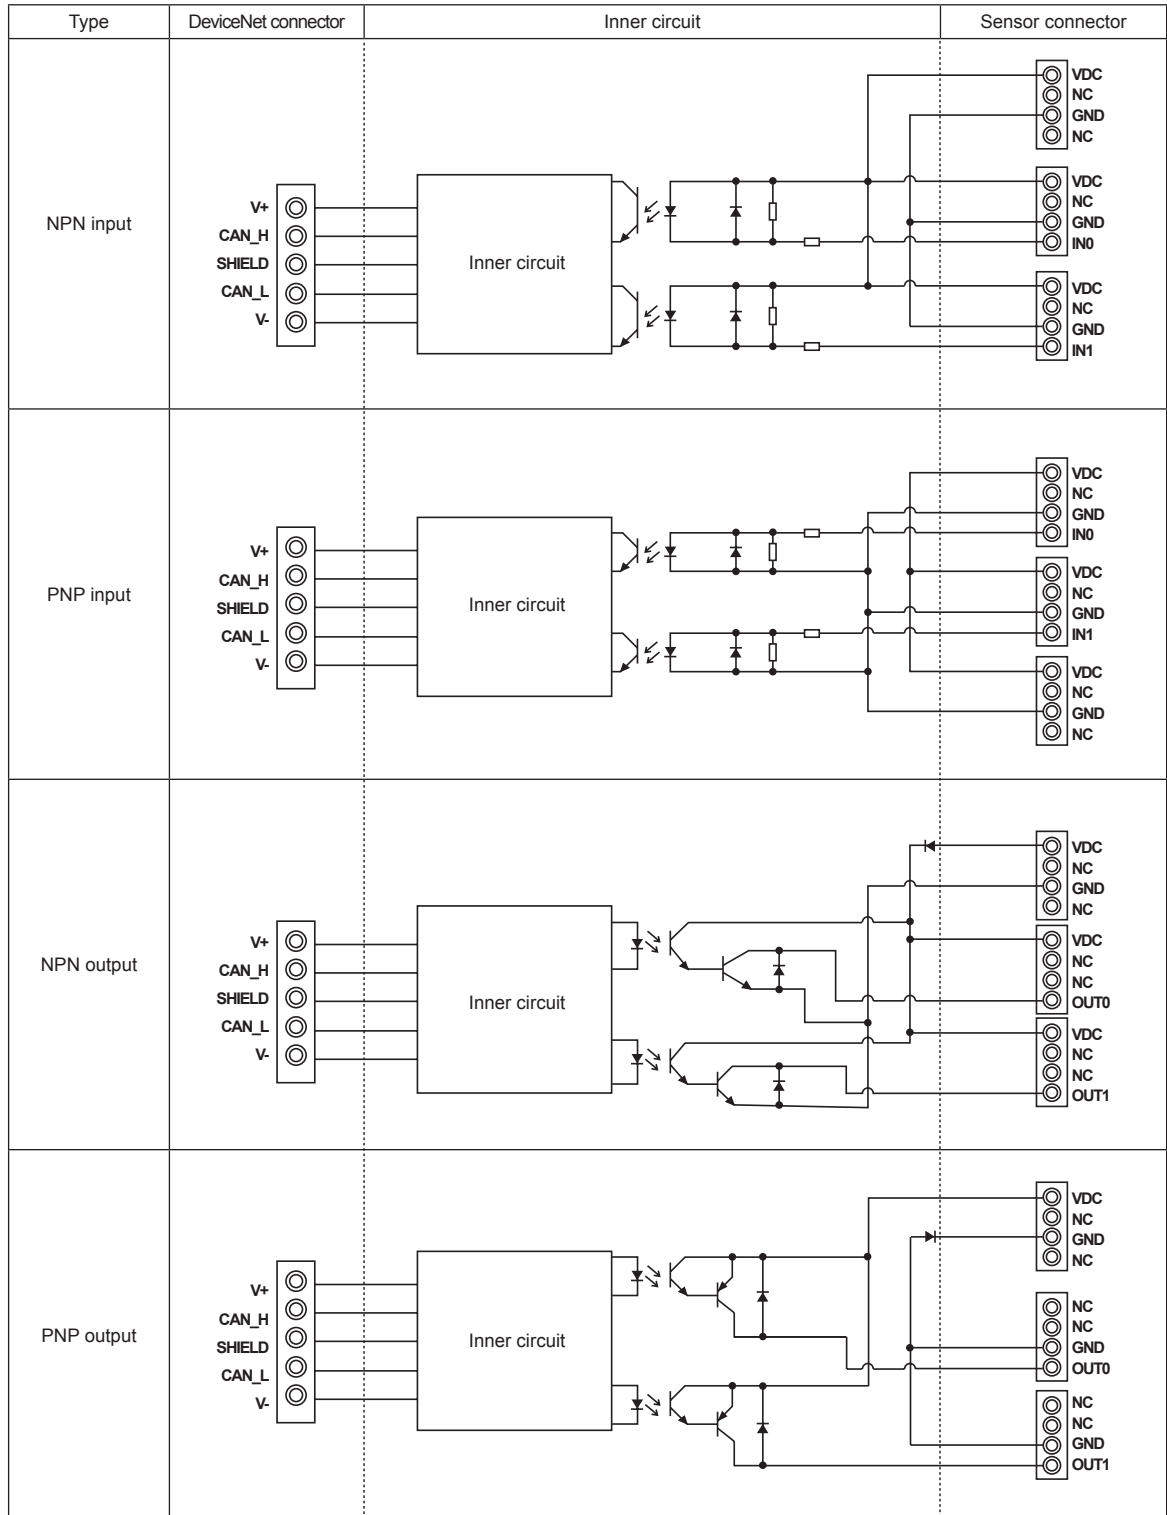 Type DeviceNet connector Inner circuit Sensor connector
NPN input
V+
CAN_H
SHIELD
CAN_L
V-
Inner circuit
VDC
NC
GND
NC
VDC
NC
GND
IN0
VDC
NC
GND
IN1
PNP input
V+
CAN_H
SHIELD
CAN_L
V-
Inner circuit
VDC
NC
GND
IN0
VDC
NC
GND
IN1
VDC
NC
GND
NC
NPN output
V+
CAN_H
SHIELD
CAN_L
V-
Inner circuit
VDC
NC
GND
NC
VDC
NC
NC
OUT0
VDC
NC
NC
OUT1
PNP output
V+
CAN_H
SHIELD
CAN_L
V-
Inner circuit
VDC
NC
GND
NC
NC
NC
GND
OUT0
NC
NC
GND
OUT1